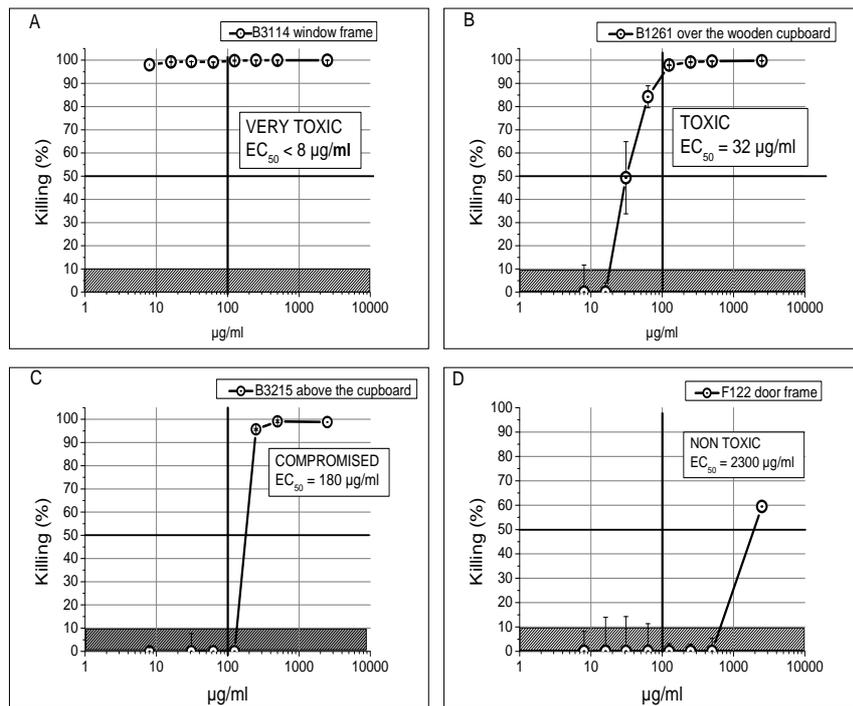 A
B3114 window frame
100
90
80
70
60
50
40
30
20
10
0
Killing (%)
VERY TOXIC
EC50 < 8 µg/ml
1 10 100 1000 10000
µg/ml
B
B1261 over the wooden cupboard
100
90
80
70
60
50
40
30
20
10
0
Killing (%)
TOXIC
EC50 = 32 µg/ml
1 10 100 1000 10000
µg/ml
C
B3215 above the cupboard
100
90
80
70
60
50
40
30
20
10
0
Killing (%)
COMPROMISED
EC50 = 180 µg/ml
1 10 100 1000 10000
µg/ml
D
F122 door frame
100
90
80
70
60
50
40
30
20
10
0
Killing (%)
NON TOXIC
EC50 = 2300 µg/ml
1 10 100 1000 10000
µg/ml